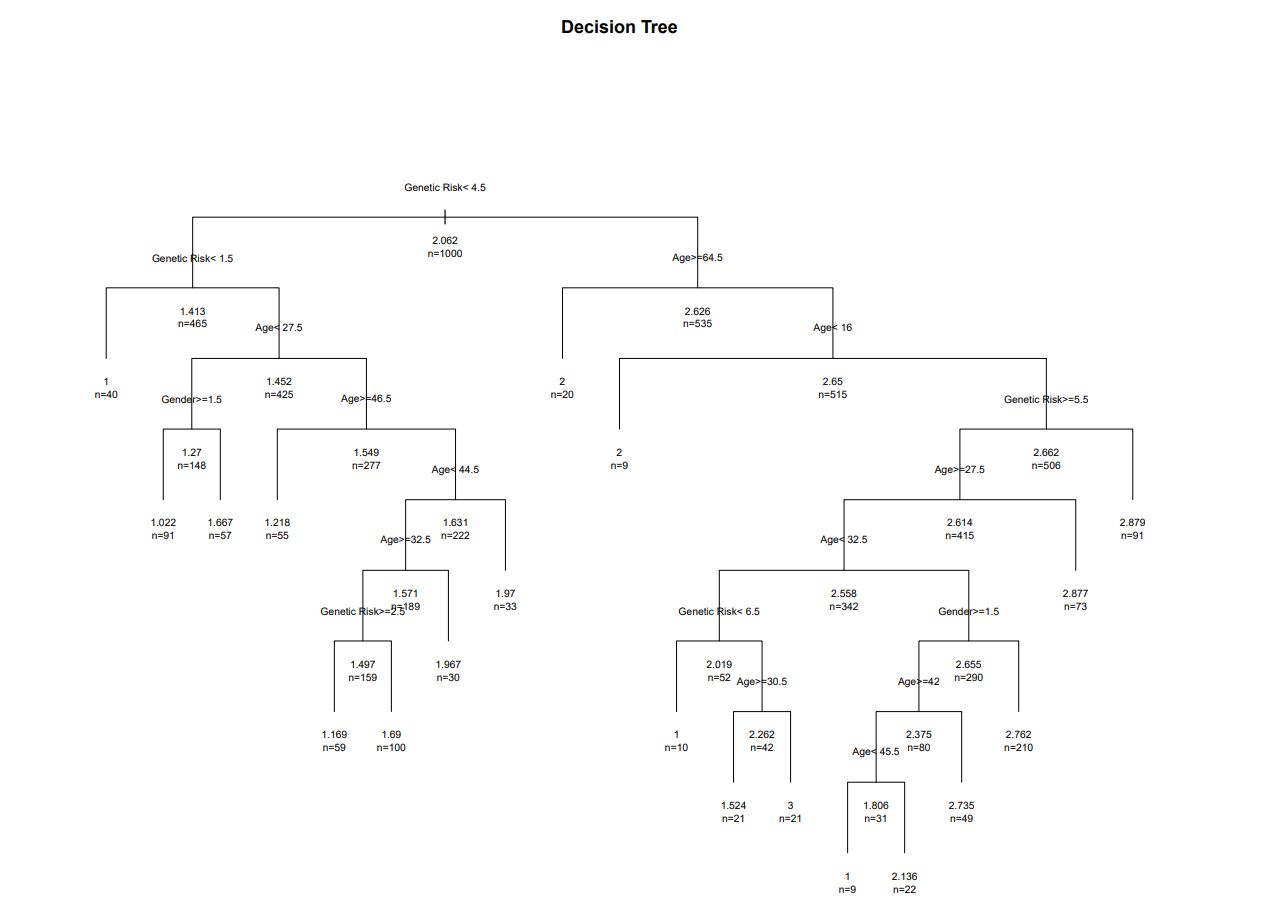 Decision Tree
Genetic Risk< 4.5
2.062
n=1000
Genetic Risk< 1.5
Age>=64.5
1.413
n=465
2.626
n=535
Age< 27.5
Age< 16
1
n=40
1.452
n=425
2
n=20
2.65
n=515
Gender>=1.5
Age>=46.5
Genetic Risk>=5.5
1.27
n=148
1.549
n=277
2
n=9
2.662
n=506
Age< 44.5
Age>=27.5
1.022
n=91
1.667
n=57
1.218
n=55
1.631
n=222
2.614
n=415
2.879
n=91
Age>=32.5
Age< 32.5
1.571
n=189
1.97
n=33
2.558
n=342
2.877
n=73
Genetic Risk>=2.5
Genetic Risk< 6.5
Gender>=1.5
1.497
n=159
1.967
n=30
2.019
n=52
2.655
n=290
Age>=30.5
Age>=42
1.169
n=59
1.69
n=100
1
n=10
2.262
n=42
2.375
n=80
2.762
n=210
Age< 45.5
1.524
n=21
3
n=21
1.806
n=31
2.735
n=49
1
n=9
2.136
n=22